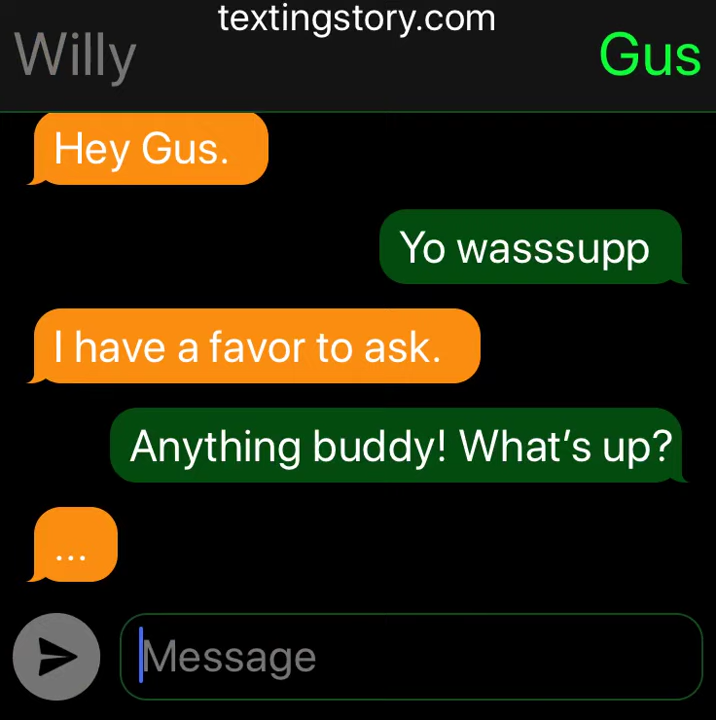 textingstory.com
Willy
Gus
Hey Gus.
Yo wasssupp
I have a favor to ask.
Anything buddy! What’s up?
...
Message